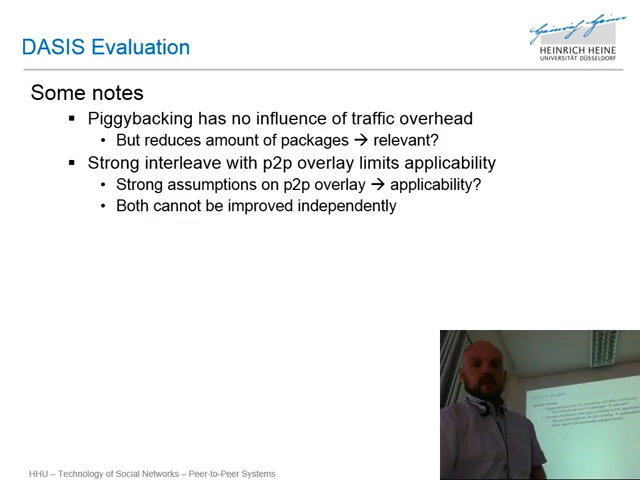 DASIS Evaluation
HEINRICH HEINE
UNIVERSITÄT DÜSSELDORF
Some notes
▪ Piggybacking has no influence of traffic overhead
• But reduces amount of packages → relevant?
▪ Strong interleave with p2p overlay limits applicability
• Strong assumptions on p2p overlay → applicability?
• Both cannot be improved independently
HHU – Technology of Social Networks – Peer-to-Peer Systems